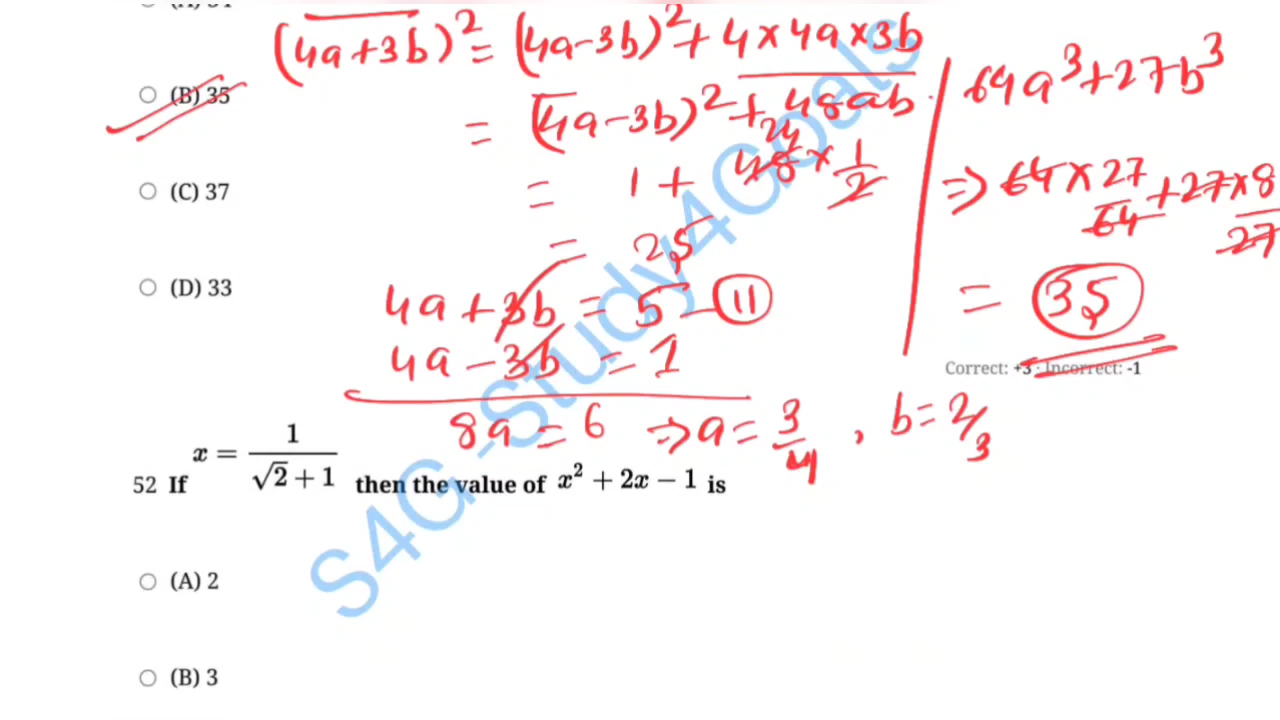 (4a+3b)² = (4a-3b)² + 4×4a×3b
(B) 35
= (4a-3b)² + 48ab
24
(C) 37
= 1 + 48 × 1/2
= 25
(D) 33
4a + 3b = 5 — (11)
4a - 3b = 1
8a = 6 ⇒ a = 3/4 , b = 2/3
64a³+27b³
⇒ 64×27/64 + 27×8/27
= 35
Correct: +3 · Incorrect: -1
52 If x = 1/(√2 + 1) then the value of x² + 2x − 1 is
(A) 2
(B) 3
S4G -Study4Goals